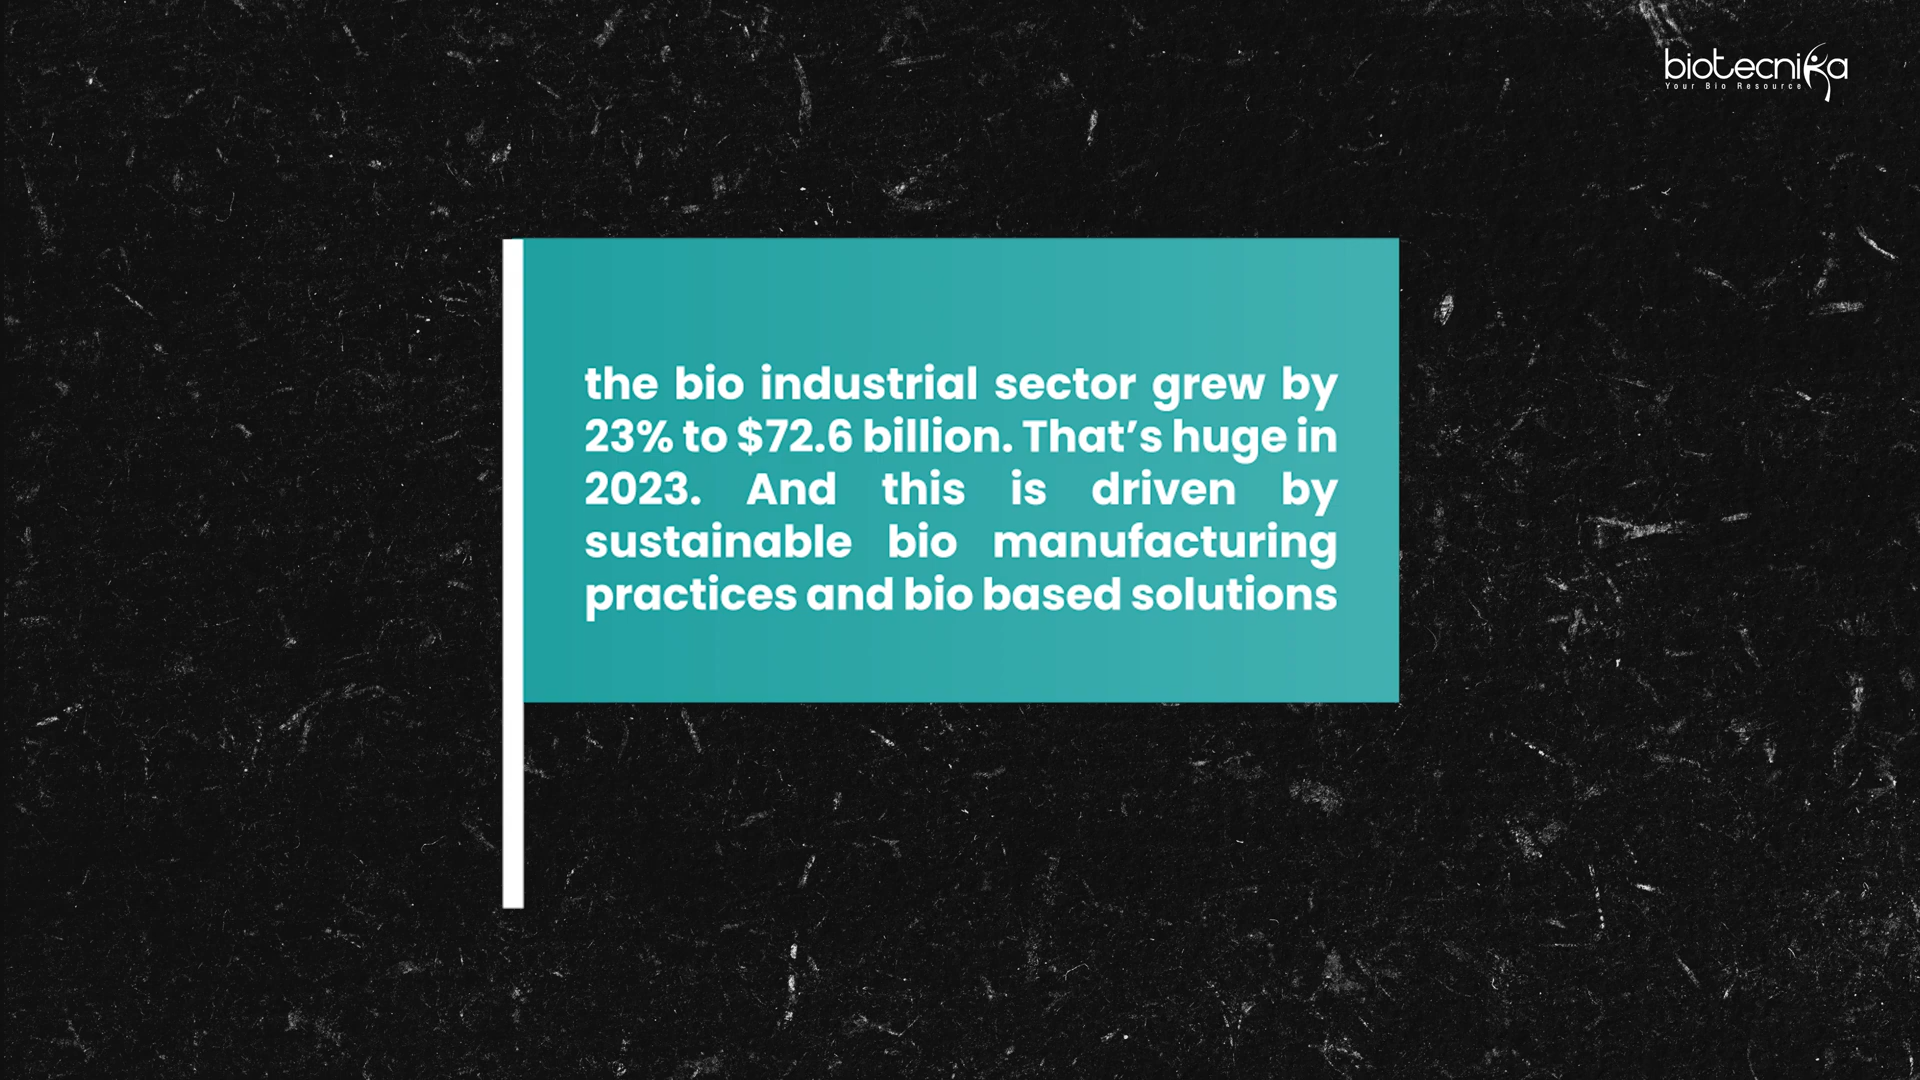 biotecnika
Your Bio Resource
the bio industrial sector grew by
23% to $72.6 billion. That's huge in
2023. And this is driven by
sustainable bio manufacturing
practices and bio based solutions